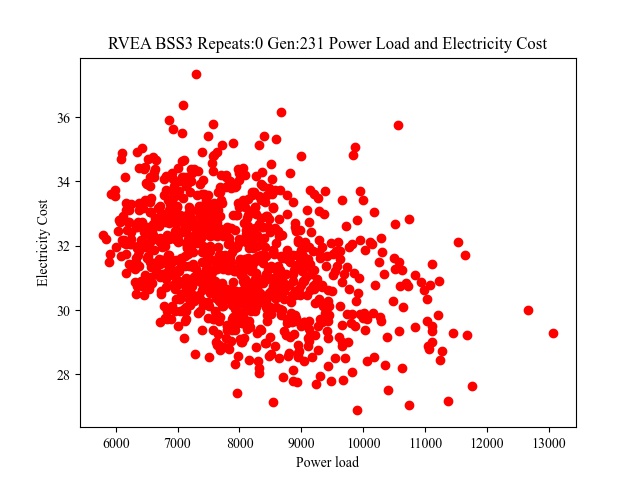 RVEA BSS3 Repeats:0 Gen:231 Power Load and Electricity Cost
Electricity Cost
36
34
32
30
28
6000 7000 8000 9000 10000 11000 12000 13000
Power load